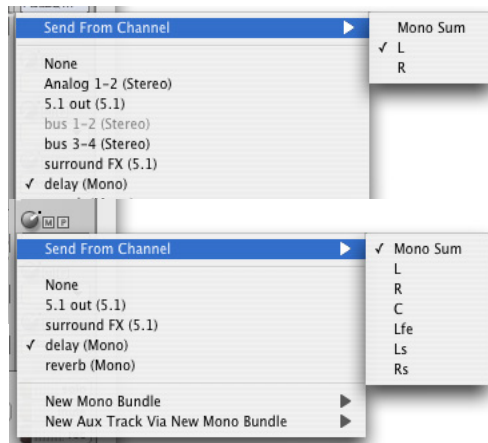 Send From Channel
Mono Sum
✓ L
R
None
Analog 1-2 (Stereo)
5.1 out (5.1)
bus 1-2 (Stereo)
bus 3-4 (Stereo)
surround FX (5.1)
✓ delay (Mono)
M P
Send From Channel
✓ Mono Sum
L
R
C
Lfe
Ls
Rs
None
5.1 out (5.1)
surround FX (5.1)
✓ delay (Mono)
reverb (Mono)
New Mono Bundle
New Aux Track Via New Mono Bundle